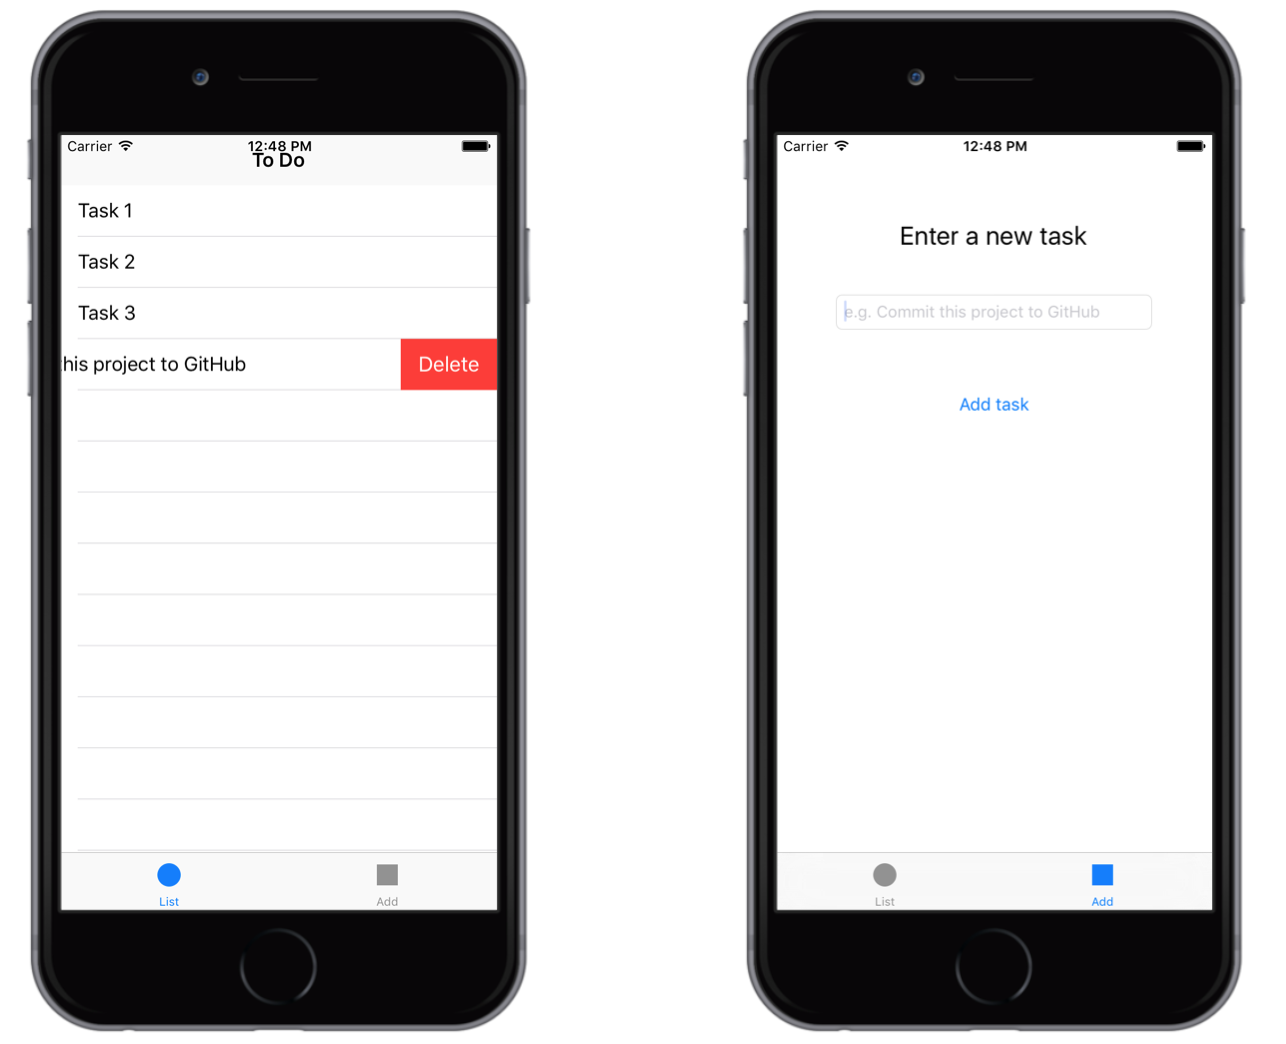 Carrier 12:48 PM
To Do
Task 1
Task 2
Task 3
this project to GitHub Delete
List Add
Carrier 12:48 PM
Enter a new task
e.g. Commit this project to GitHub
Add task
List Add